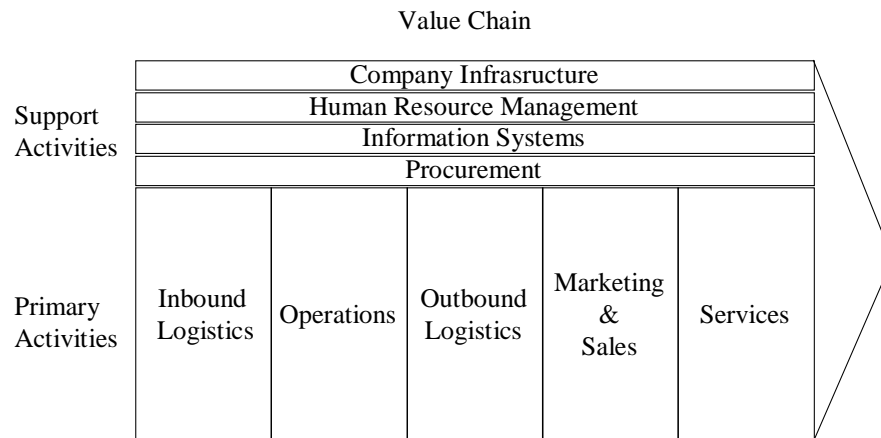 Value Chain
Support
Activities
Company Infrasructure
Human Resource Management
Information Systems
Procurement
Primary
Activities
Inbound
Logistics
Operations
Outbound
Logistics
Marketing
&
Sales
Services